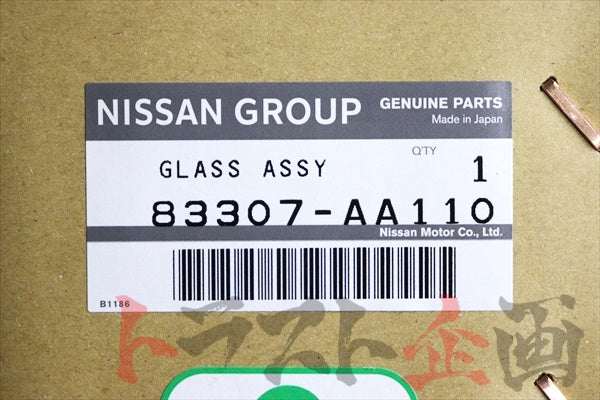 NISSAN GROUP
GENUINE PARTS
Made in Japan
Q'TY
GLASS ASSY
1
83307-AA110
Nissan Motor Co., Ltd.
B1186
トラスト企画